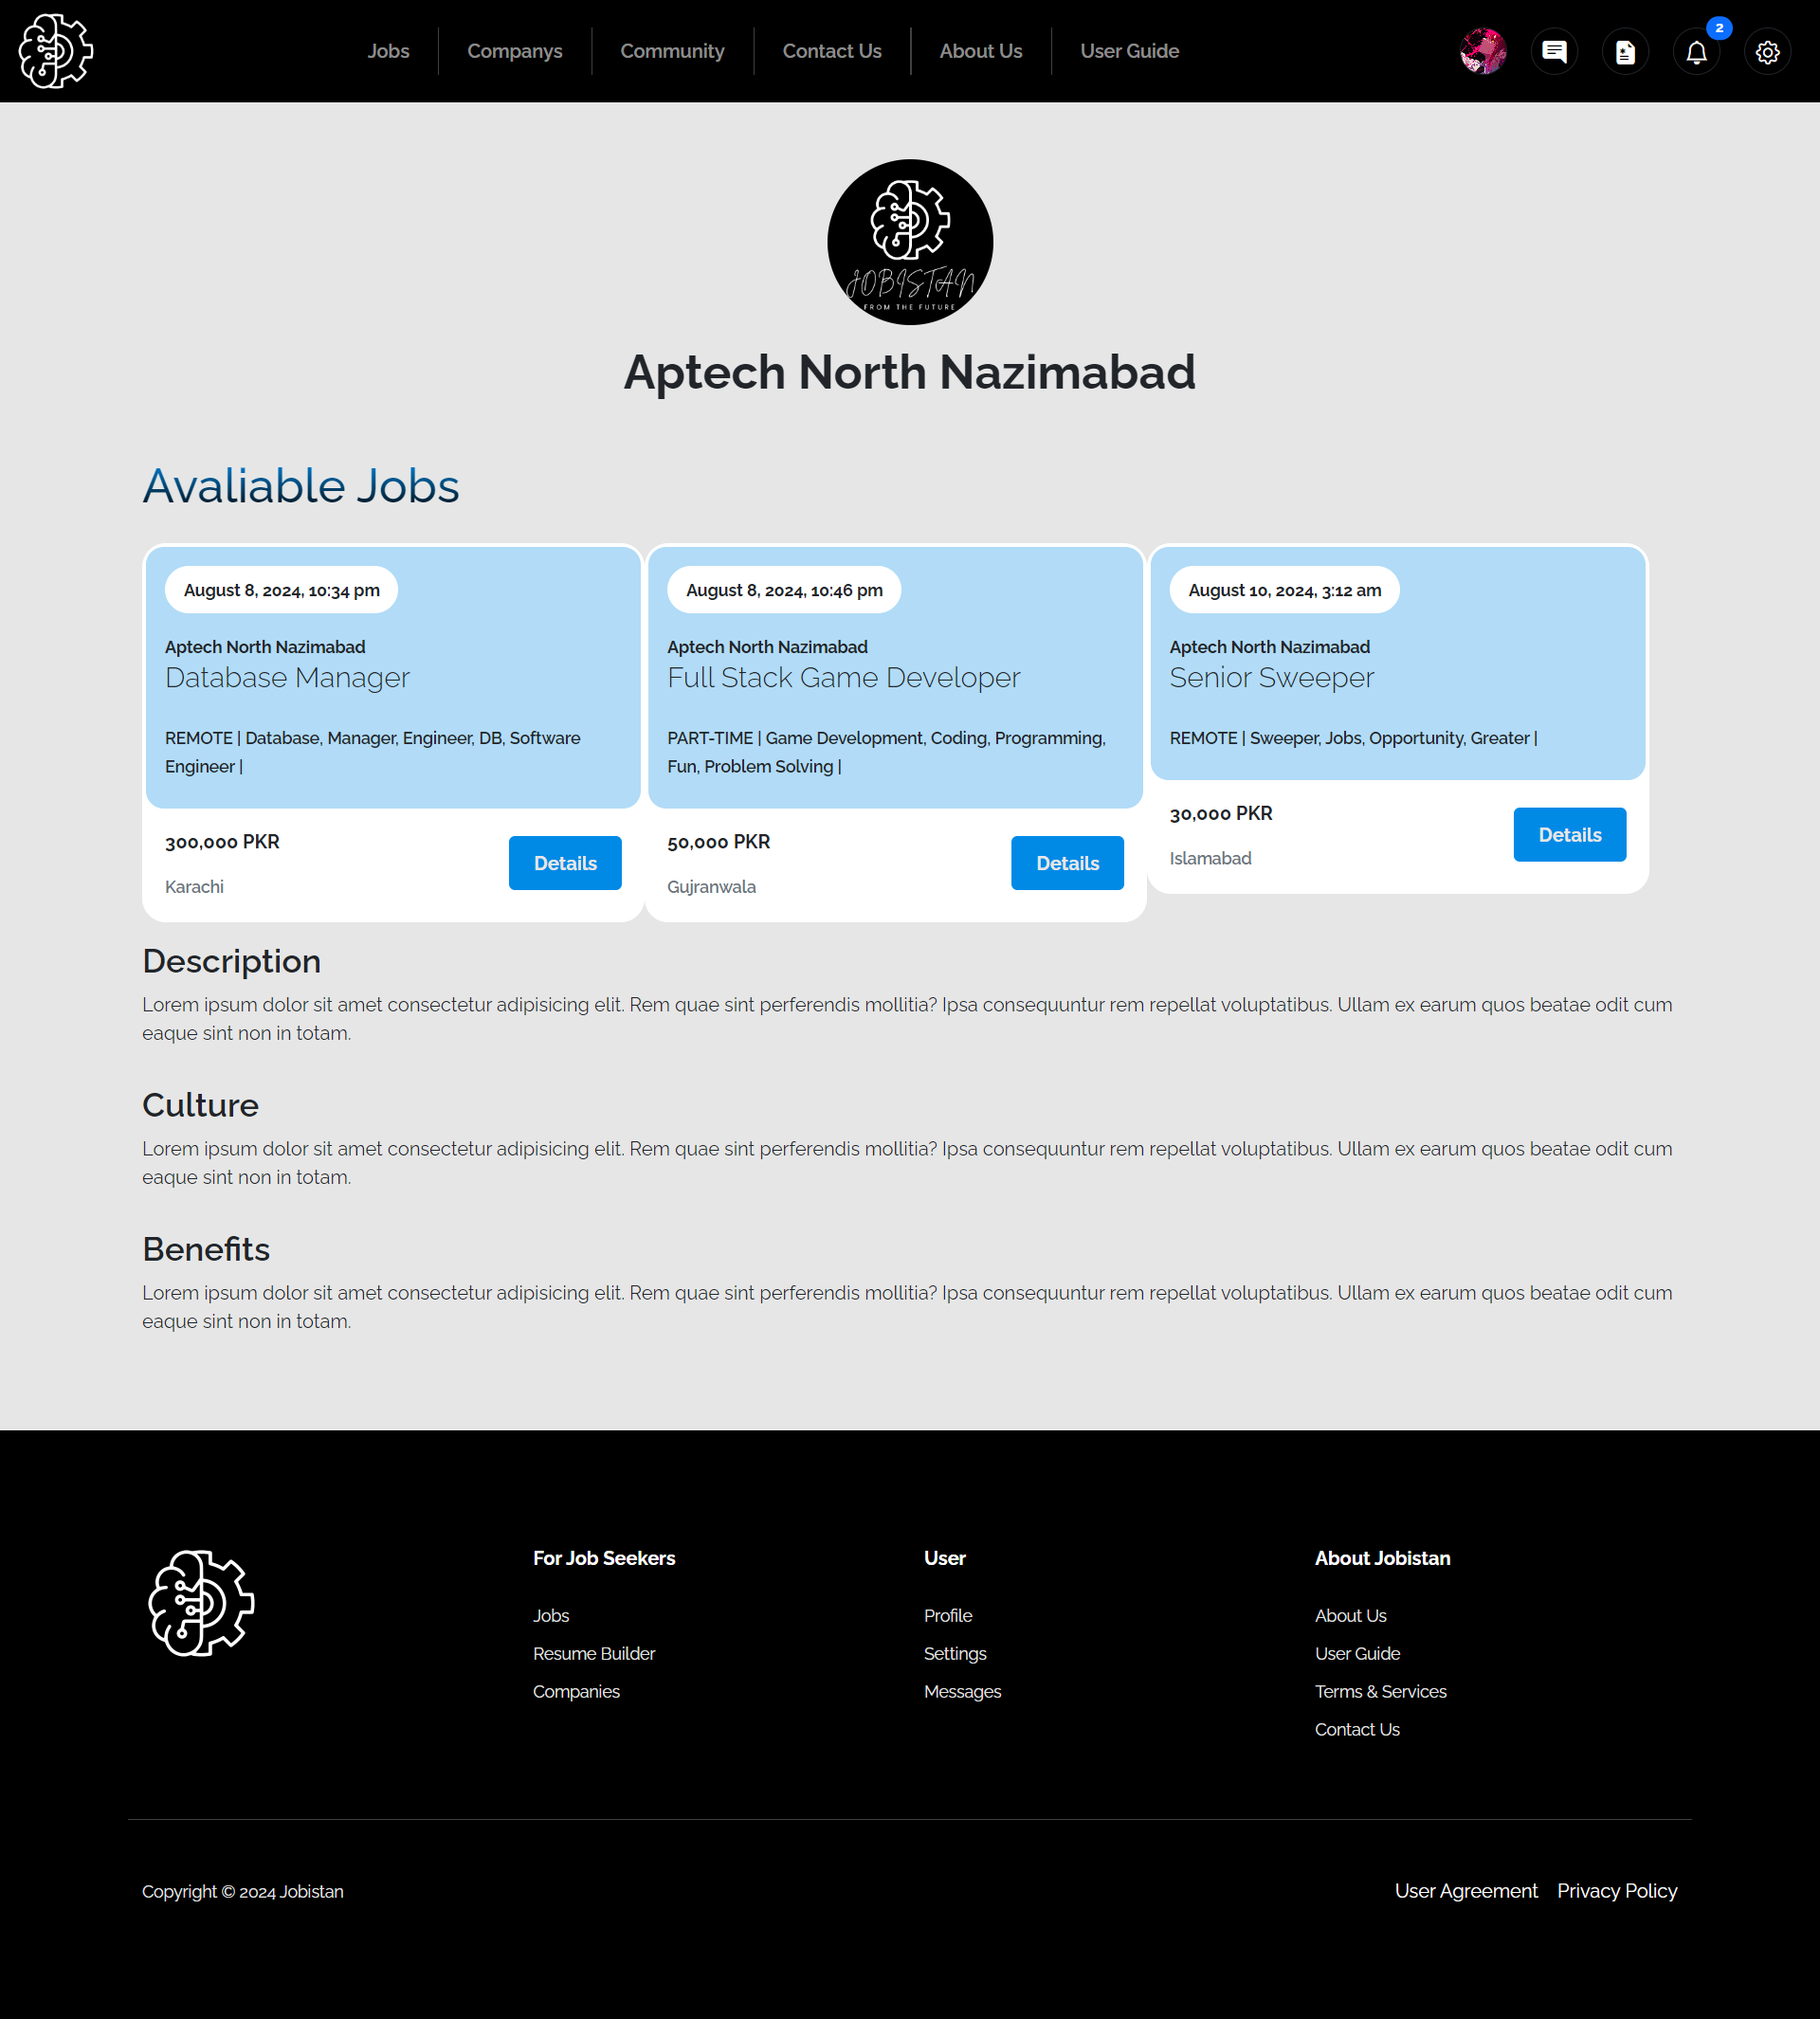 Jobs
Companys
Community
Contact Us
About Us
User Guide
2
JOBISTAN
FROM THE FUTURE
Aptech North Nazimabad
Avaliable Jobs
August 8, 2024, 10:34 pm
Aptech North Nazimabad
Database Manager
REMOTE | Database, Manager, Engineer, DB, Software
Engineer |
300,000 PKR
Karachi
Details
August 8, 2024, 10:46 pm
Aptech North Nazimabad
Full Stack Game Developer
PART-TIME | Game Development, Coding, Programming,
Fun, Problem Solving |
50,000 PKR
Gujranwala
Details
August 10, 2024, 3:12 am
Aptech North Nazimabad
Senior Sweeper
REMOTE | Sweeper, Jobs, Opportunity, Greater |
30,000 PKR
Islamabad
Details
Description
Lorem ipsum dolor sit amet consectetur adipisicing elit. Rem quae sint perferendis mollitia? Ipsa consequuntur rem repellat voluptatibus. Ullam ex earum quos beatae odit cum
eaque sint non in totam.
Culture
Lorem ipsum dolor sit amet consectetur adipisicing elit. Rem quae sint perferendis mollitia? Ipsa consequuntur rem repellat voluptatibus. Ullam ex earum quos beatae odit cum
eaque sint non in totam.
Benefits
Lorem ipsum dolor sit amet consectetur adipisicing elit. Rem quae sint perferendis mollitia? Ipsa consequuntur rem repellat voluptatibus. Ullam ex earum quos beatae odit cum
eaque sint non in totam.
For Job Seekers
Jobs
Resume Builder
Companies
User
Profile
Settings
Messages
About Jobistan
About Us
User Guide
Terms & Services
Contact Us
Copyright © 2024 Jobistan
User Agreement
Privacy Policy